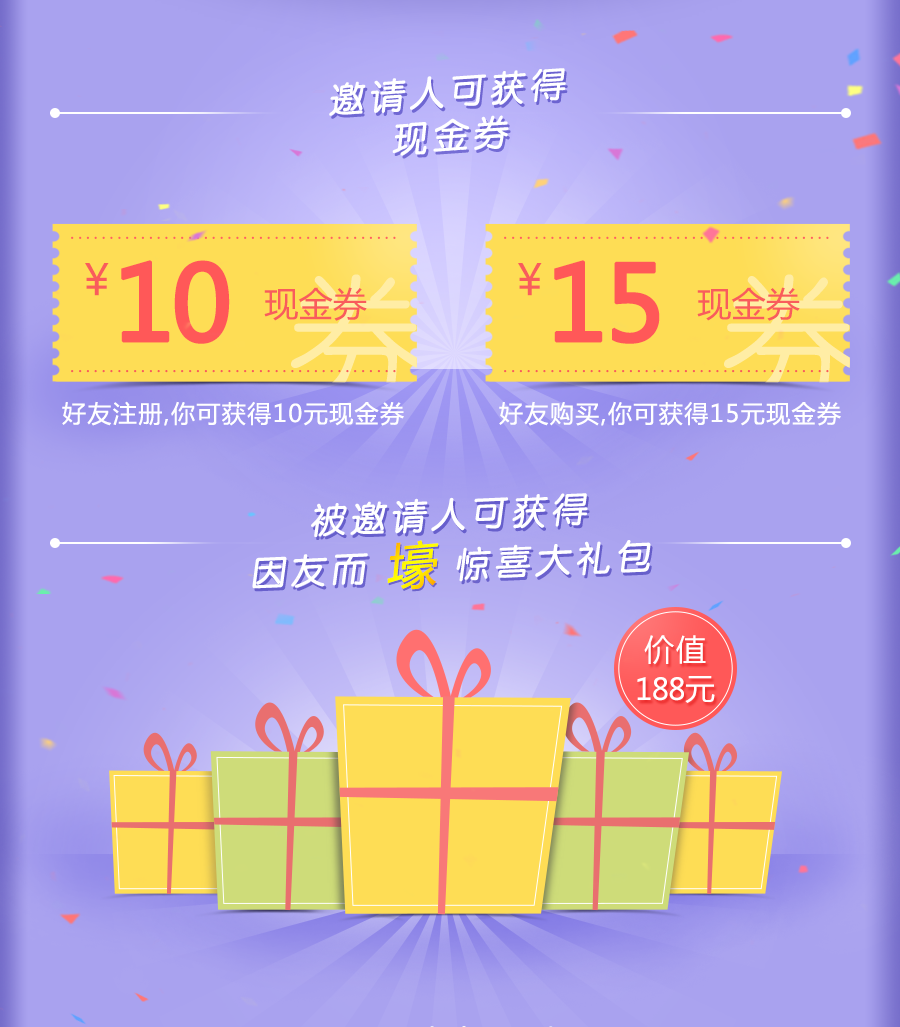 邀请人可获得
现金券
¥10 现金券 券
¥15 现金券 券
好友注册,你可获得10元现金券
好友购买,你可获得15元现金券
被邀请人可获得
因友而 壕 惊喜大礼包
价值
188元